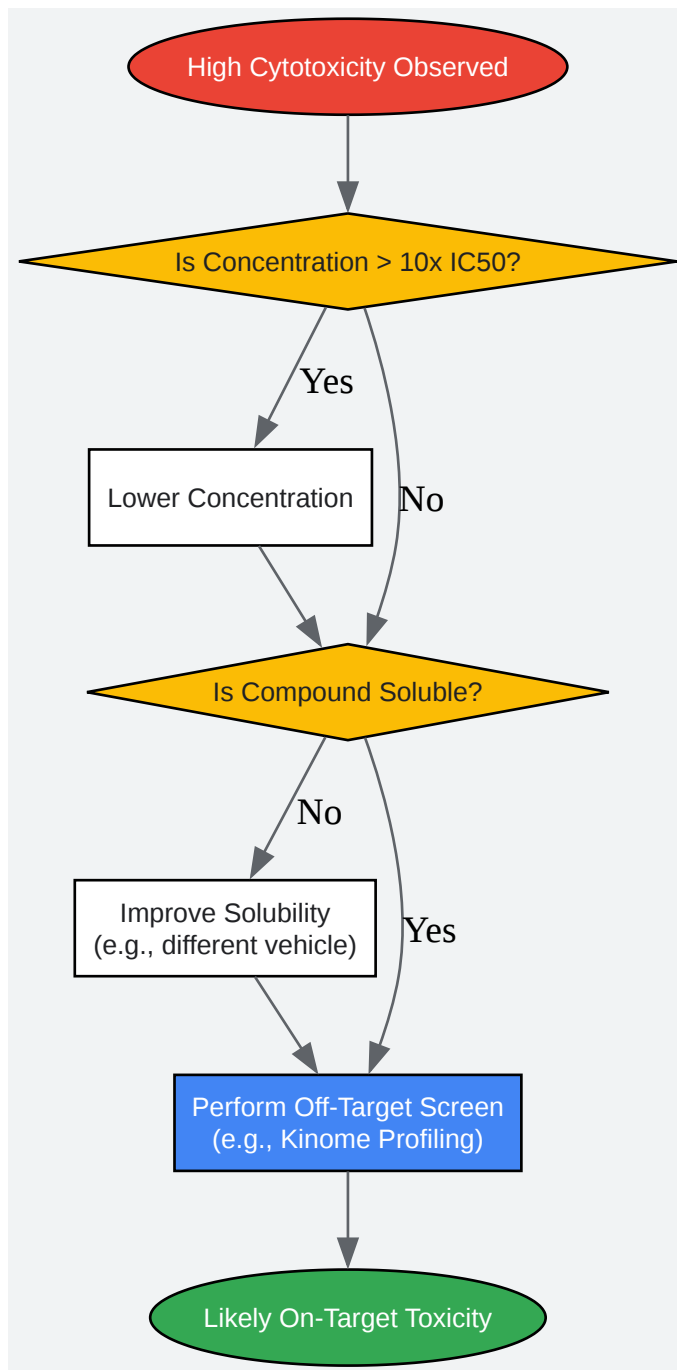 High Cytotoxicity Observed
Is Concentration > 10x IC50?
Yes
Lower Concentration
No
Is Compound Soluble?
No
Improve Solubility
(e.g., different vehicle)
Yes
Perform Off-Target Screen
(e.g., Kinome Profiling)
Likely On-Target Toxicity